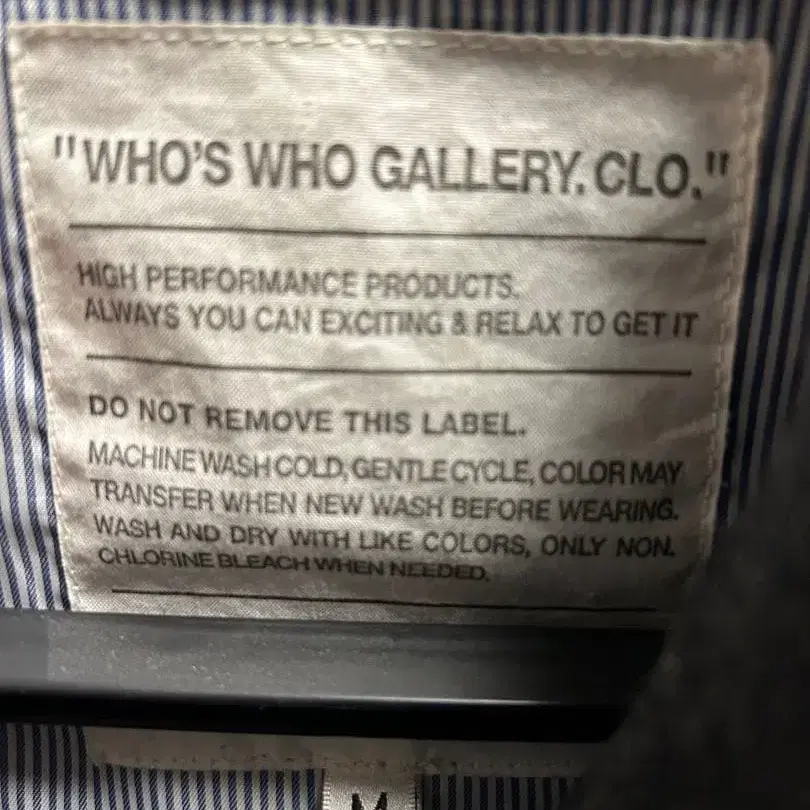 "WHO'S WHO GALLERY. CLO."
HIGH PERFORMANCE PRODUCTS.
ALWAYS YOU CAN EXCITING & RELAX TO GET IT
DO NOT REMOVE THIS LABEL.
MACHINE WASH COLD, GENTLE CYCLE, COLOR MAY
TRANSFER WHEN NEW WASH BEFORE WEARING.
WASH AND DRY WITH LIKE COLORS, ONLY NON.
CHLORINE BLEACH WHEN NEEDED.
M